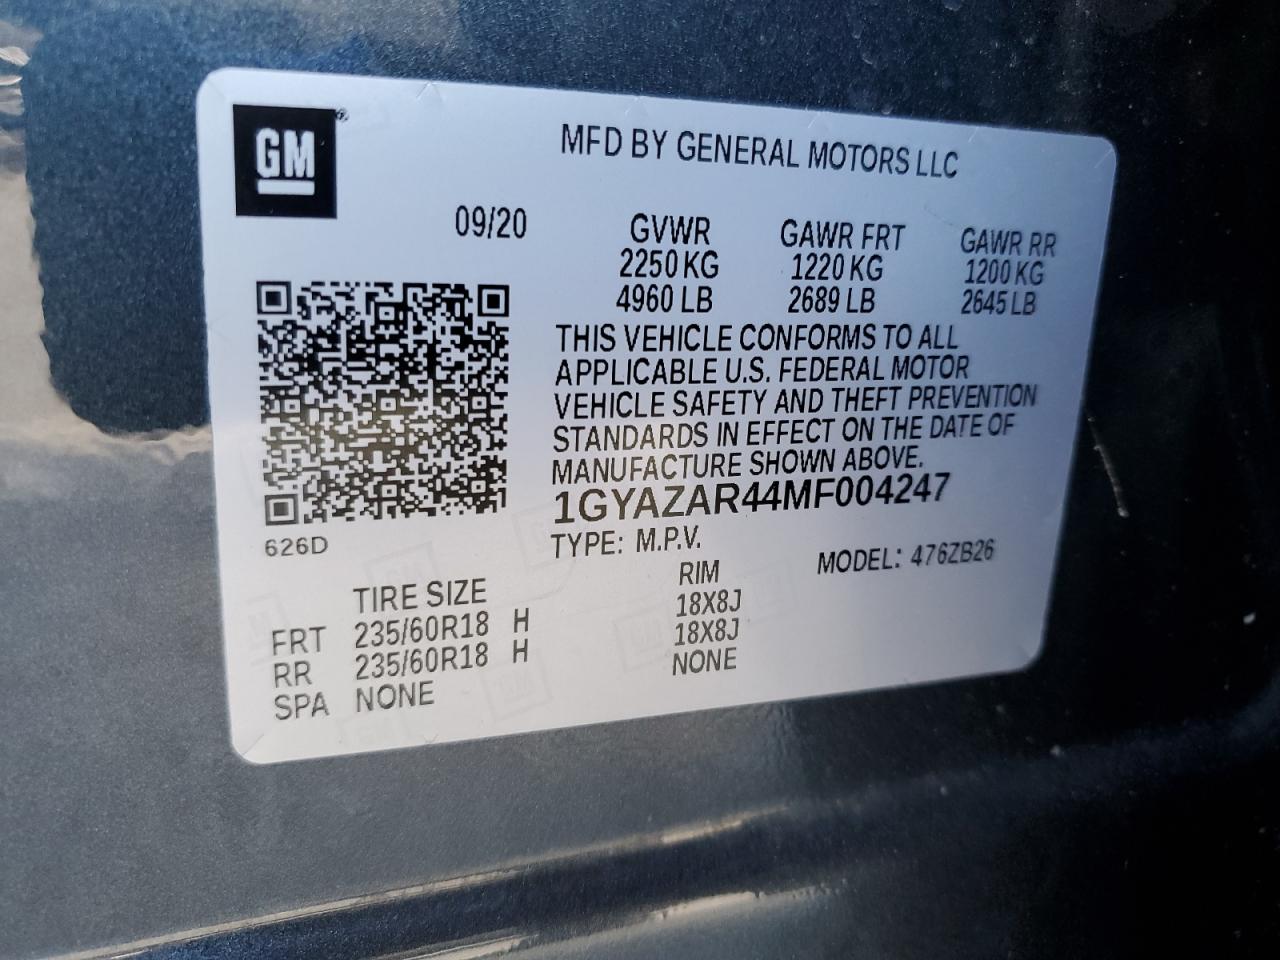 GM
MFD BY GENERAL MOTORS LLC
09/20
GVWR GAWR FRT GAWR RR
2250 KG 1220 KG 1200 KG
4960 LB 2689 LB 2645 LB
THIS VEHICLE CONFORMS TO ALL
APPLICABLE U.S. FEDERAL MOTOR
VEHICLE SAFETY AND THEFT PREVENTION
STANDARDS IN EFFECT ON THE DATE OF
MANUFACTURE SHOWN ABOVE.
1GYAZAR44MF004247
626D
TYPE: M.P.V. MODEL: 476ZB26
TIRE SIZE RIM
FRT 235/60R18 H 18X8J
RR 235/60R18 H 18X8J
SPA NONE NONE